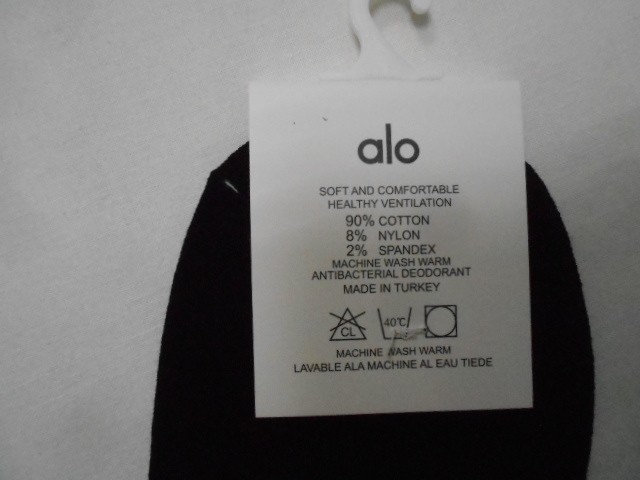 alo
SOFT AND COMFORTABLE
HEALTHY VENTILATION
90% COTTON
8% NYLON
2% SPANDEX
MACHINE WASH WARM
ANTIBACTERIAL DEODORANT
MADE IN TURKEY
CL 40℃
MACHINE WASH WARM
LAVABLE ALA MACHINE AL EAU TIEDE